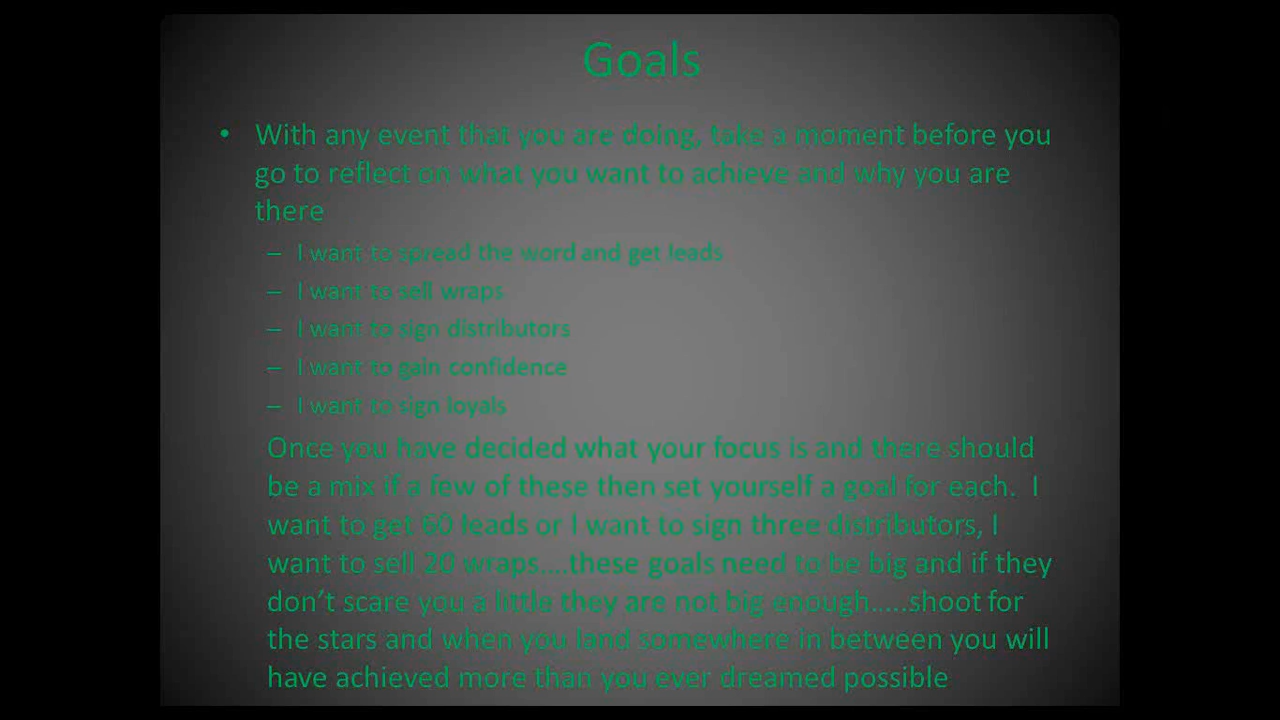 Goals
• With any event that you are doing, take a moment before you
go to reflect on what you want to achieve and why you are
there
– I want to spread the word and get leads
– I want to sell wraps
– I want to sign distributors
– I want to gain confidence
– I want to sign loyals
Once you have decided what your focus is and there should
be a mix if a few of these then set yourself a goal for each.  I
want to get 60 leads or I want to sign three distributors, I
want to sell 20 wraps....these goals need to be big and if they
don’t scare you a little they are not big enough.....shoot for
the stars and when you land somewhere in between you will
have achieved more than you ever dreamed possible